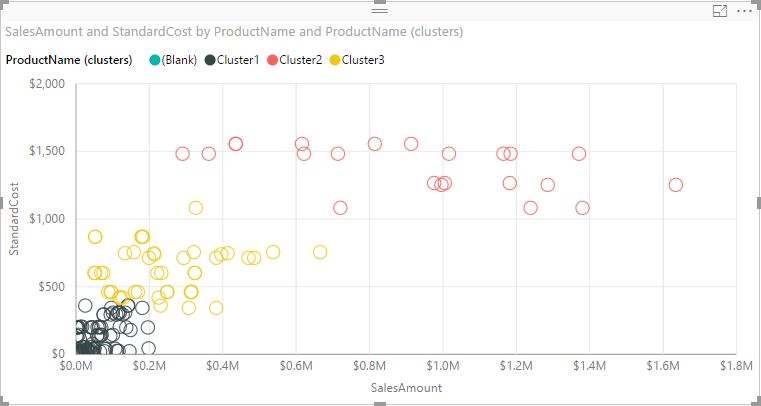 SalesAmount and StandardCost by ProductName and ProductName (clusters)
ProductName (clusters) (Blank) Cluster1 Cluster2 Cluster3
$2,000
$1,500
$1,000
$500
$0
StandardCost
$0.0M $0.2M $0.4M $0.6M $0.8M $1.0M $1.2M $1.4M $1.6M $1.8M
SalesAmount